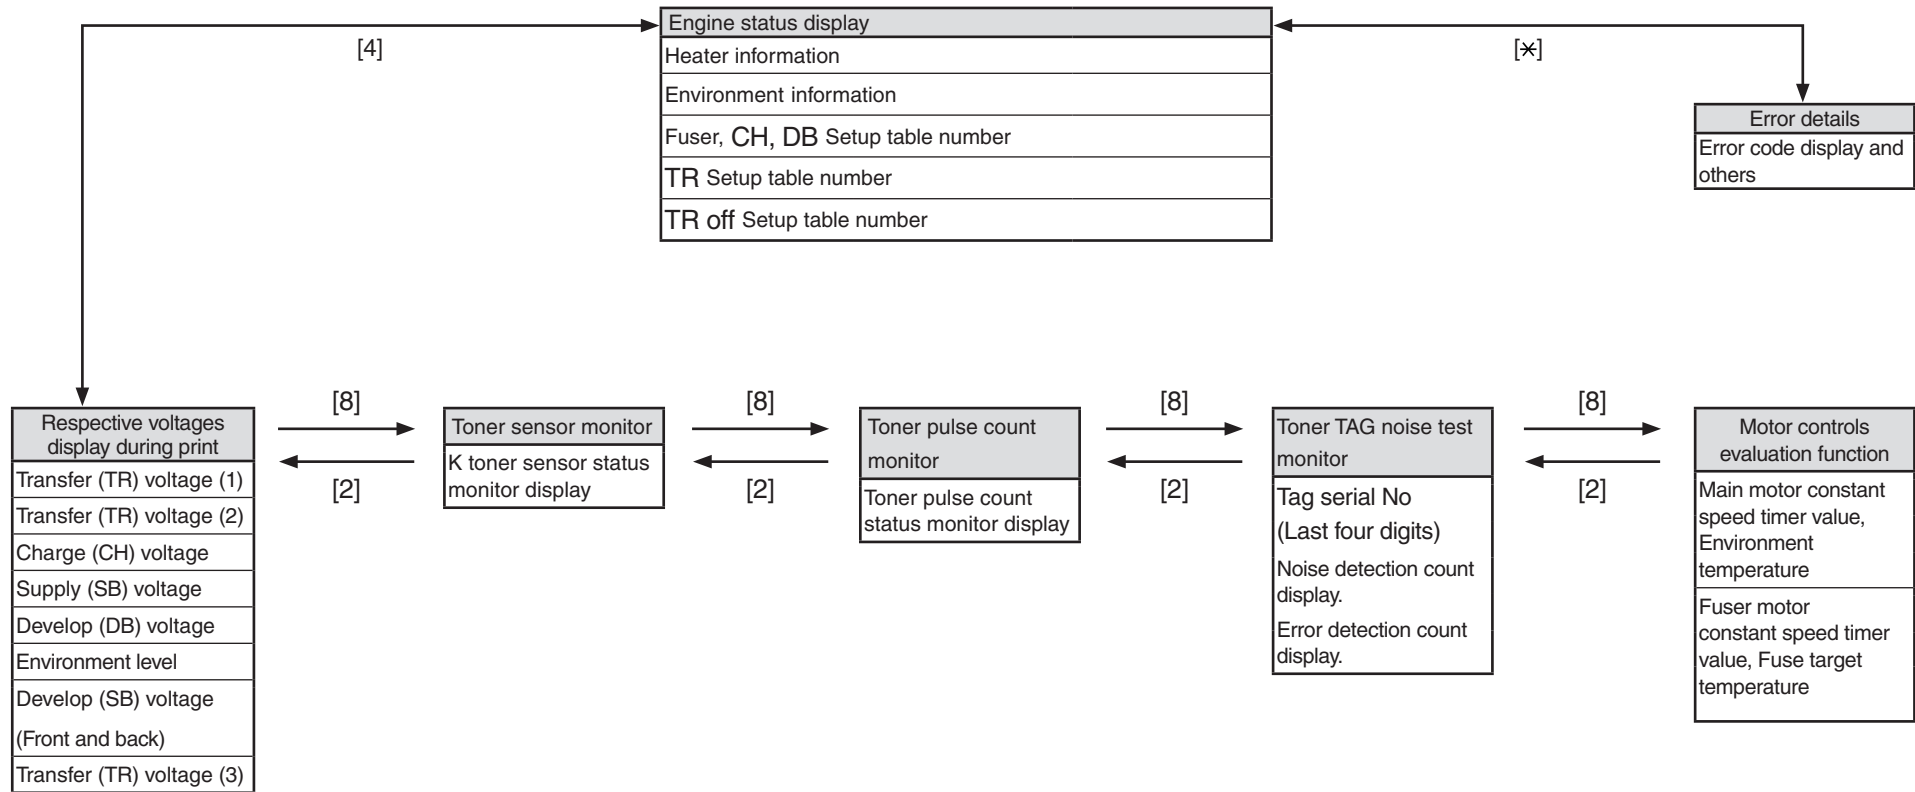 Engine status display
Heater information
Environment information
Fuser, CH, DB Setup table number
TR Setup table number
TR off Setup table number
[4]
[*]
Error details
Error code display and
others
Respective voltages
display during print
Transfer (TR) voltage (1)
Transfer (TR) voltage (2)
Charge (CH) voltage
Supply (SB) voltage
Develop (DB) voltage
Environment level
Develop (SB) voltage
(Front and back)
Transfer (TR) voltage (3)
[8]
[2]
Toner sensor monitor
K toner sensor status
monitor display
[8]
[2]
Toner pulse count
monitor
Toner pulse count
status monitor display
[8]
[2]
Toner TAG noise test
monitor
Tag serial No
(Last four digits)
Noise detection count
display.
Error detection count
display.
[8]
[2]
Motor controls
evaluation function
Main motor constant
speed timer value,
Environment
temperature
Fuser motor
constant speed timer
value, Fuse target
temperature